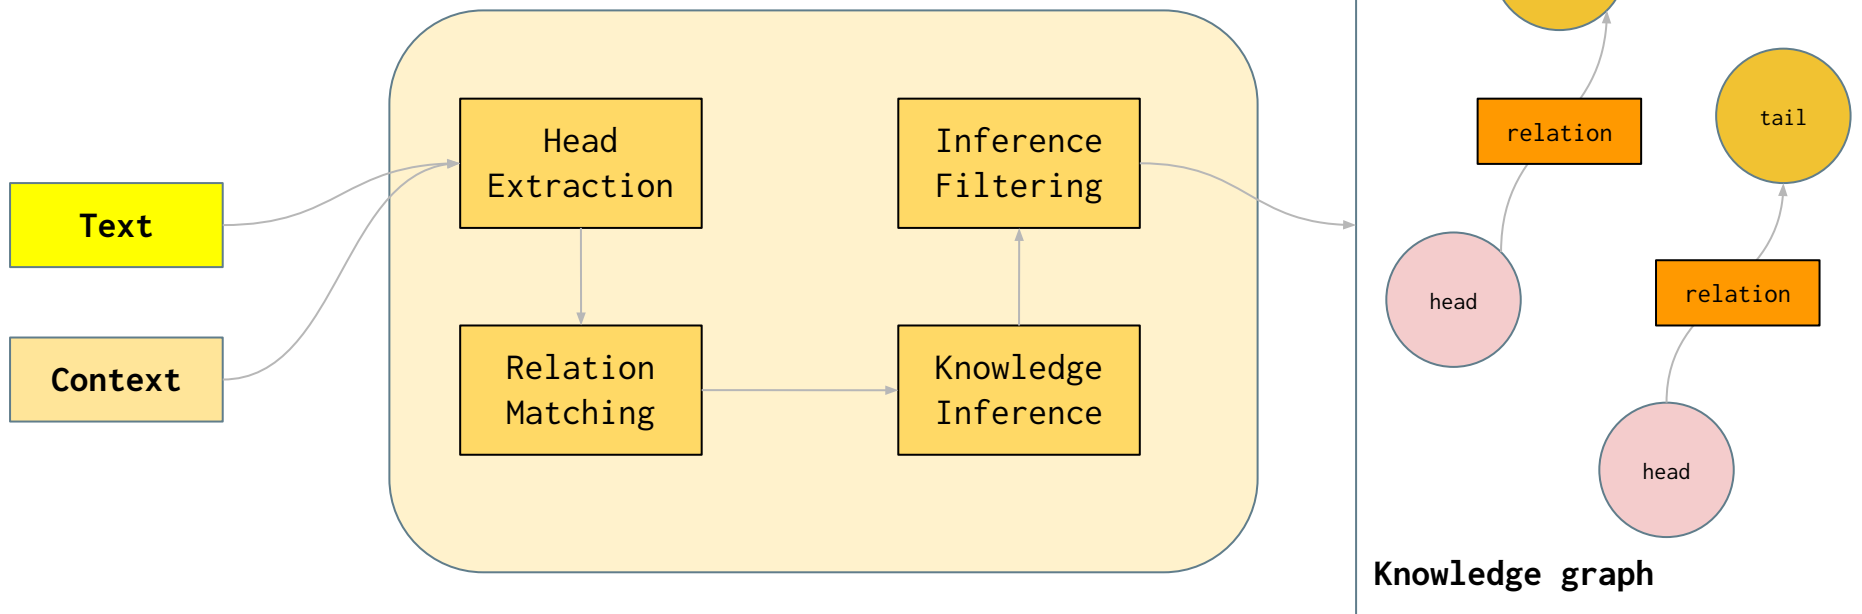 Text
Context
Head
Extraction
Relation
Matching
Knowledge
Inference
Inference
Filtering
relation
head
tail
relation
head
Knowledge graph